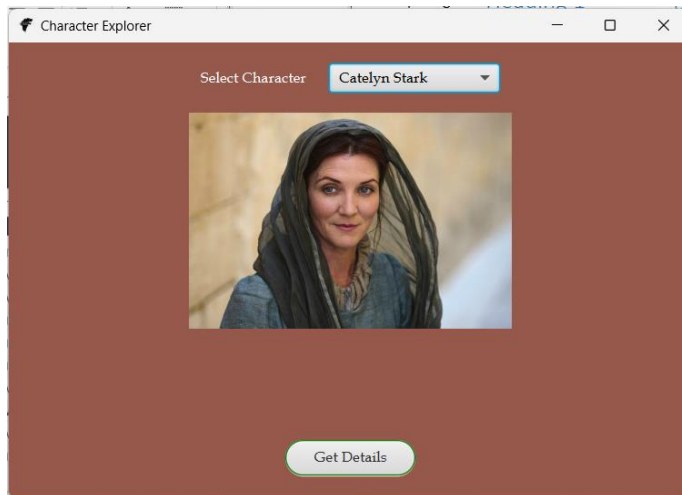 Character Explorer
Select Character
Catelyn Stark
Get Details